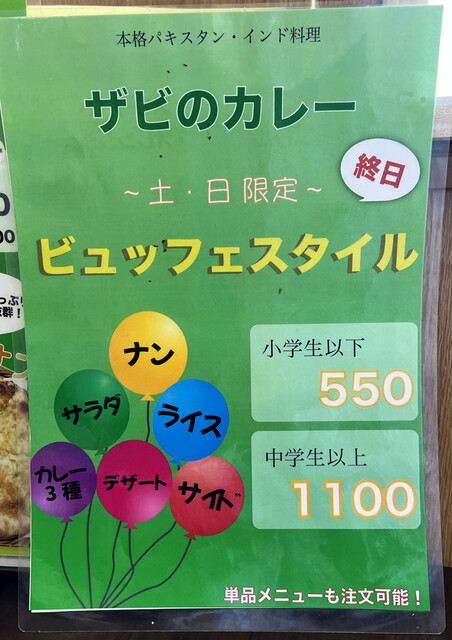 本格パキスタン・インド料理
ザビのカレー
終日
~土・日限定~
ビュッフェスタイル
ナン
サラダ
ライス
カレー
3種
デザート
サイド
小学生以下
550
中学生以上
1100
単品メニューも注文可能!